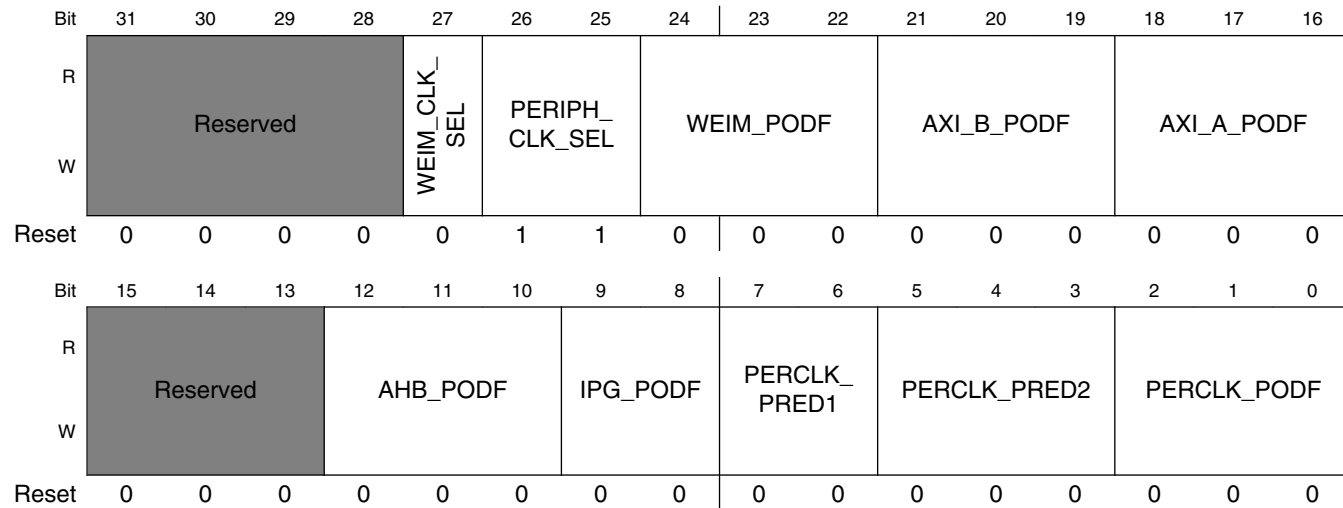 Bit 31 30 29 28 27 26 25 24 23 22 21 20 19 18 17 16
R
W
Reserved
WEIM_CLK_
SEL
PERIPH_
CLK_SEL
WEIM_PODF
AXI_B_PODF
AXI_A_PODF
Reset 0 0 0 0 0 1 1 0 0 0 0 0 0 0 0 0
Bit 15 14 13 12 11 10 9 8 7 6 5 4 3 2 1 0
R
W
Reserved
AHB_PODF
IPG_PODF
PERCLK_
PRED1
PERCLK_PRED2
PERCLK_PODF
Reset 0 0 0 0 0 0 0 0 0 0 0 0 0 0 0 0